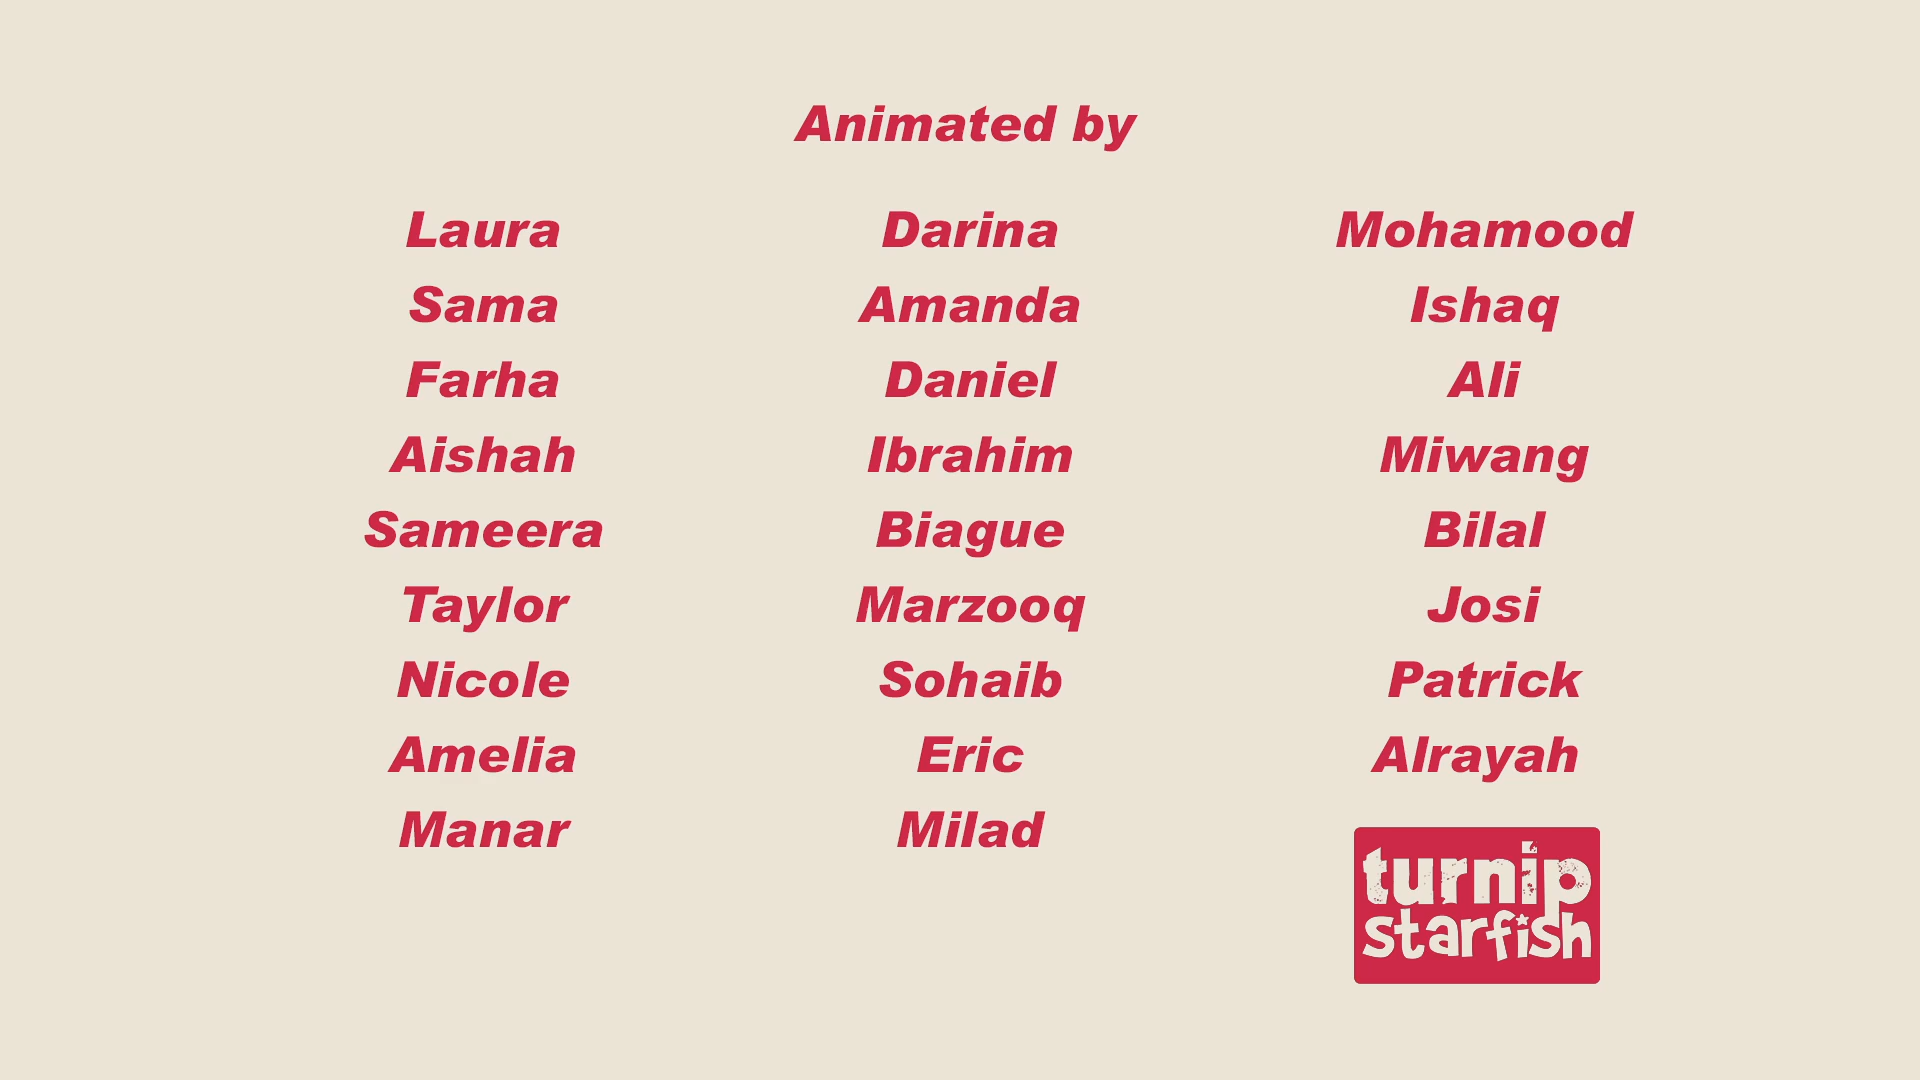 Animated by
Laura
Sama
Farha
Aishah
Sameera
Taylor
Nicole
Amelia
Manar
Darina
Amanda
Daniel
Ibrahim
Biague
Marzooq
Sohaib
Eric
Milad
Mohamood
Ishaq
Ali
Miwang
Bilal
Josi
Patrick
Alrayah
turnip
starfish